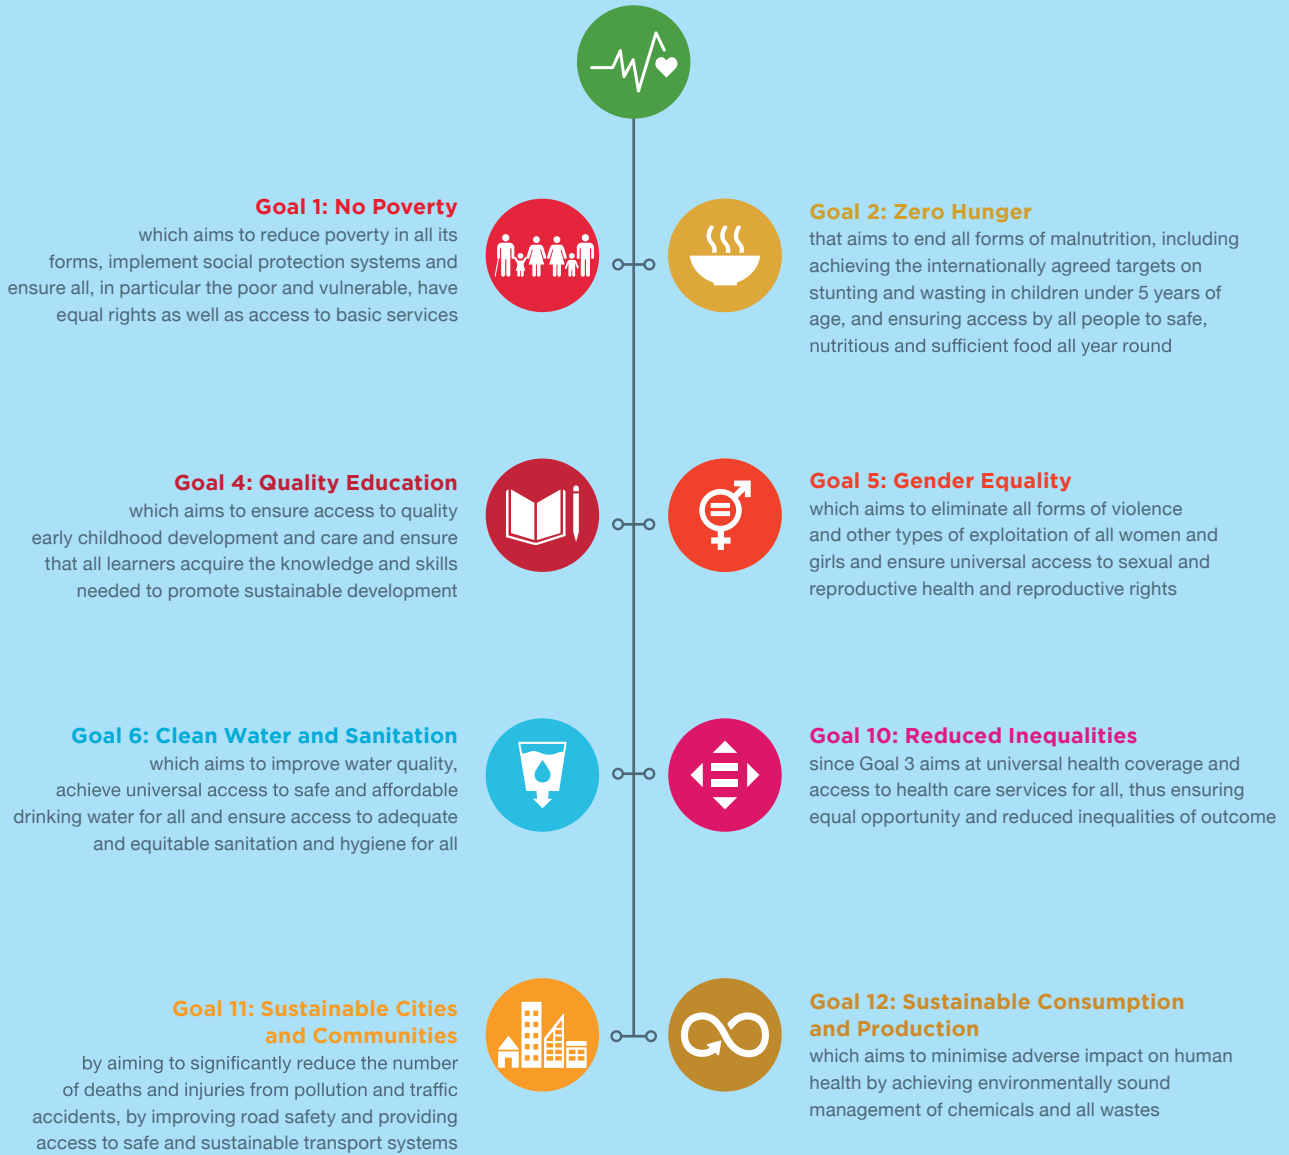 Goal 1: No Poverty
which aims to reduce poverty in all its
forms, implement social protection systems and
ensure all, in particular the poor and vulnerable, have
equal rights as well as access to basic services
Goal 2: Zero Hunger
that aims to end all forms of malnutrition, including
achieving the internationally agreed targets on
stunting and wasting in children under 5 years of
age, and ensuring access by all people to safe,
nutritious and sufficient food all year round
Goal 4: Quality Education
which aims to ensure access to quality
early childhood development and care and ensure
that all learners acquire the knowledge and skills
needed to promote sustainable development
Goal 5: Gender Equality
which aims to eliminate all forms of violence
and other types of exploitation of all women and
girls and ensure universal access to sexual and
reproductive health and reproductive rights
Goal 6: Clean Water and Sanitation
which aims to improve water quality,
achieve universal access to safe and affordable
drinking water for all and ensure access to adequate
and equitable sanitation and hygiene for all
Goal 10: Reduced Inequalities
since Goal 3 aims at universal health coverage and
access to health care services for all, thus ensuring
equal opportunity and reduced inequalities of outcome
Goal 11: Sustainable Cities
and Communities
by aiming to significantly reduce the number
of deaths and injuries from pollution and traffic
accidents, by improving road safety and providing
access to safe and sustainable transport systems
Goal 12: Sustainable Consumption
and Production
which aims to minimise adverse impact on human
health by achieving environmentally sound
management of chemicals and all wastes